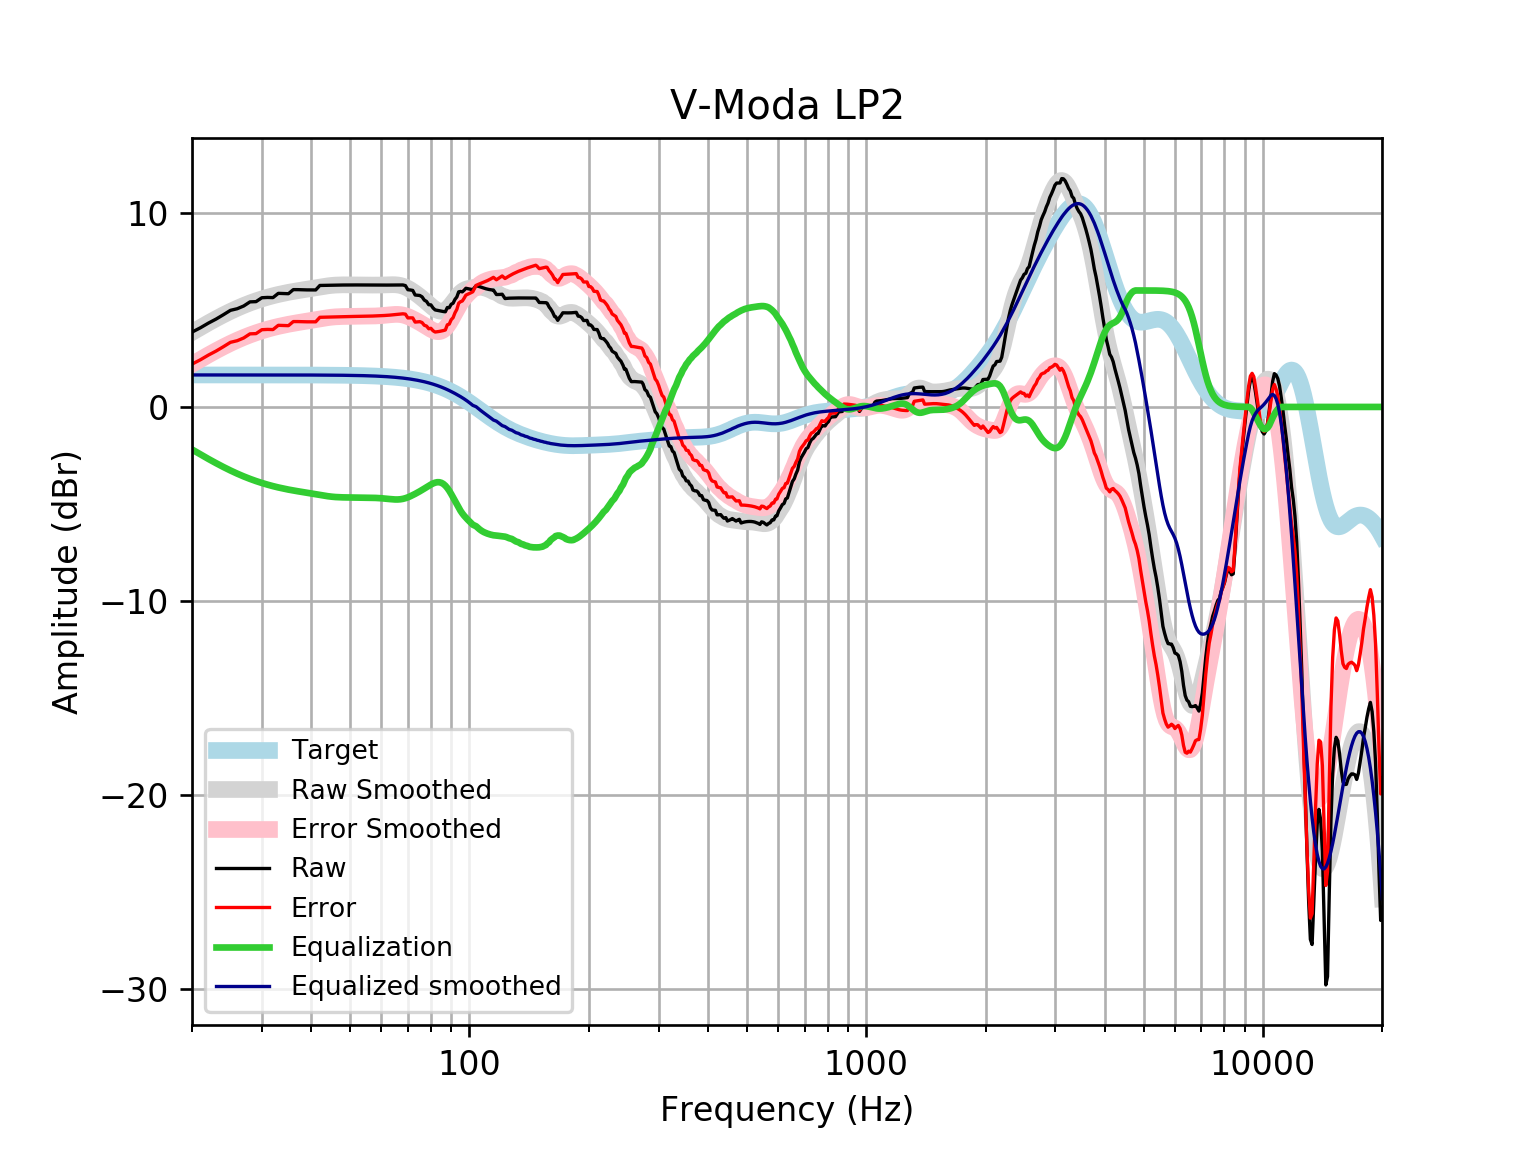 V-Moda LP2
10
0
−10
−20
−30
Amplitude (dBr)
Target
Raw Smoothed
Error Smoothed
Raw
Error
Equalization
Equalized smoothed
100
1000
10000
Frequency (Hz)